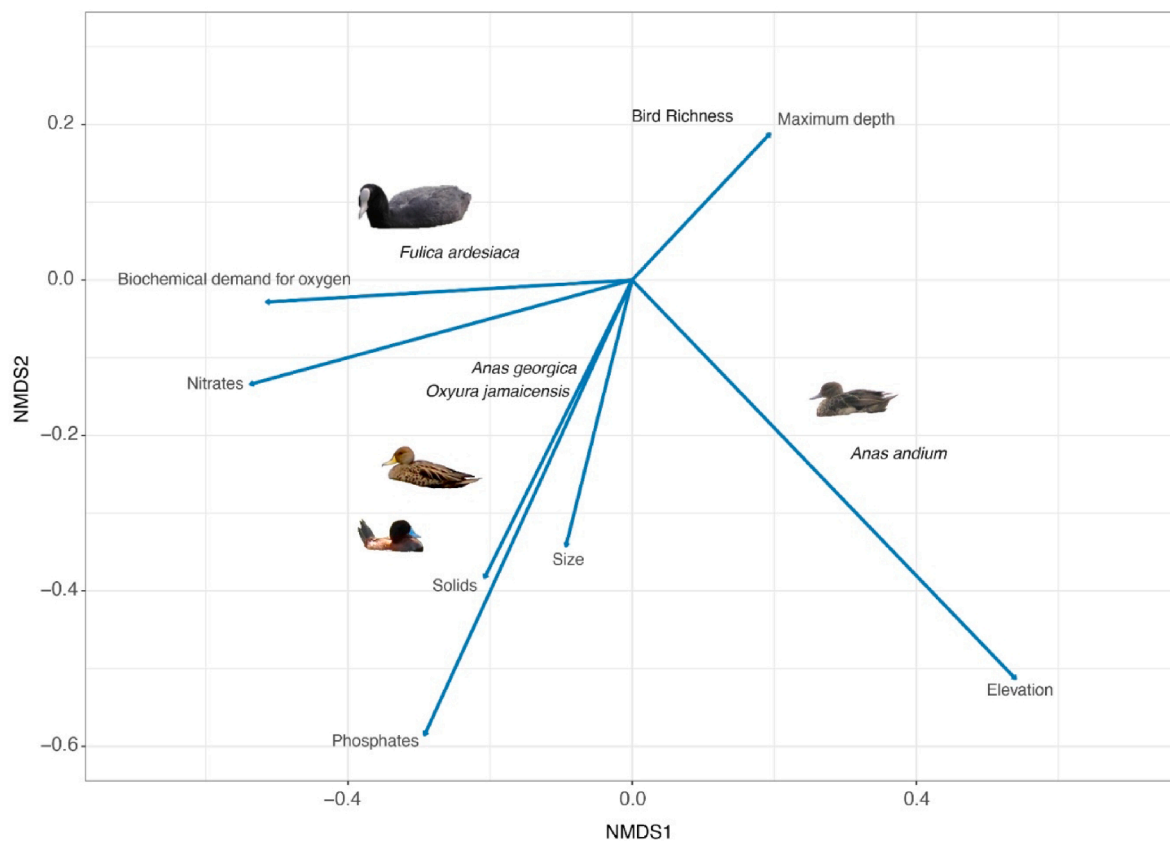 0.2
0.0
−0.2
−0.4
−0.6
NMDS2
Bird Richness
Maximum depth
Fulica ardesiaca
Biochemical demand for oxygen
Nitrates
Anas georgica
Oxyura jamaicensis
Anas andium
Size
Solids
Elevation
Phosphates
−0.4
0.0
0.4
NMDS1